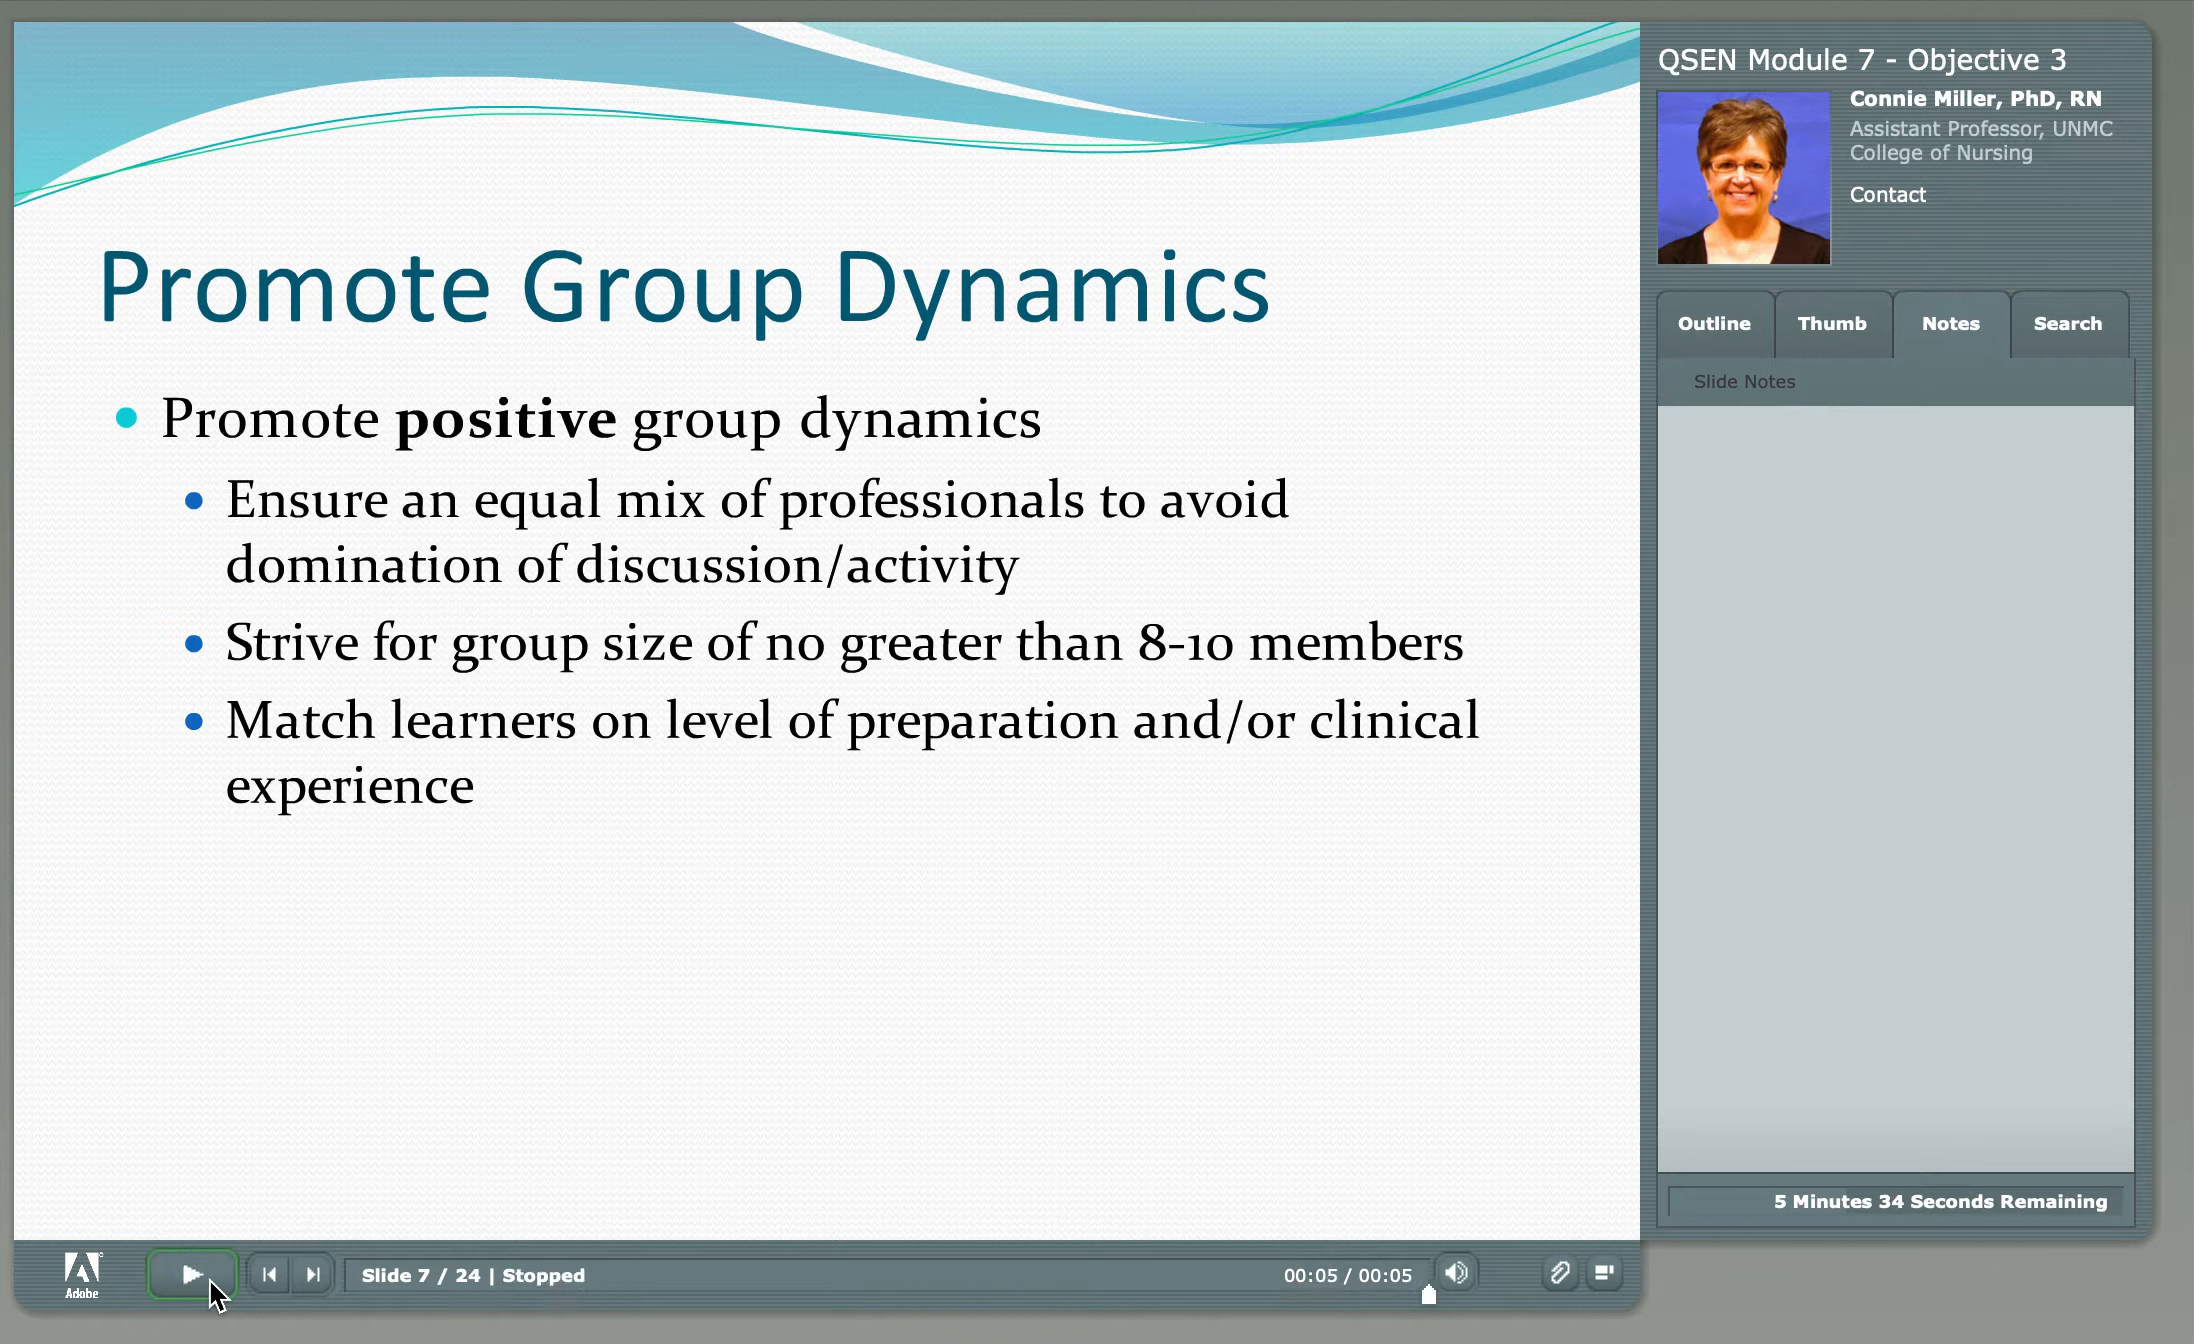 Promote Group Dynamics
Promote positive group dynamics
Ensure an equal mix of professionals to avoid
domination of discussion/activity
Strive for group size of no greater than 8-10 members
Match learners on level of preparation and/or clinical
experience
QSEN Module 7 - Objective 3
Connie Miller, PhD, RN
Assistant Professor, UNMC
College of Nursing
Contact
Outline Thumb Notes Search
Slide Notes
5 Minutes 34 Seconds Remaining
Adobe
Slide 7 / 24 | Stopped
00:05 / 00:05